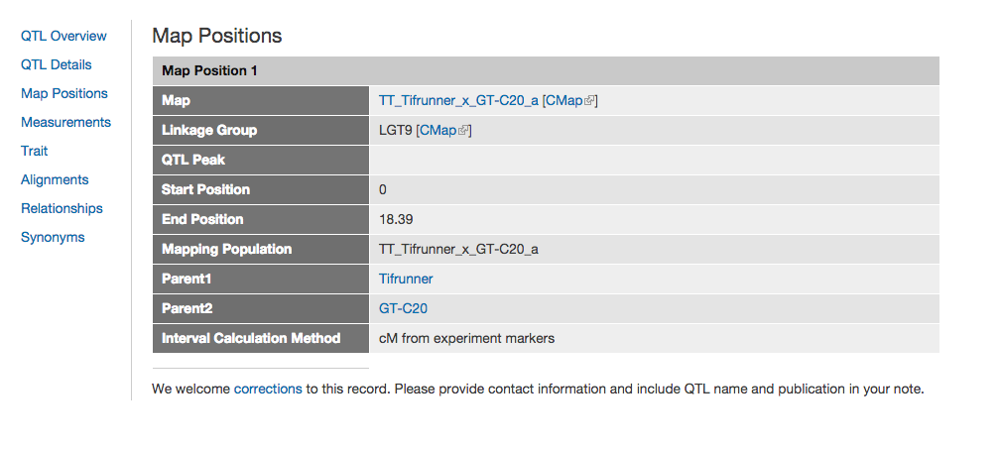 QTL Overview
QTL Details
Map Positions
Measurements
Trait
Alignments
Relationships
Synonyms
Map Positions
Map Position 1
Map TT_Tifrunner_x_GT-C20_a [CMap]
Linkage Group LGT9 [CMap]
QTL Peak
Start Position 0
End Position 18.39
Mapping Population TT_Tifrunner_x_GT-C20_a
Parent1 Tifrunner
Parent2 GT-C20
Interval Calculation Method cM from experiment markers
We welcome corrections to this record. Please provide contact information and include QTL name and publication in your note.